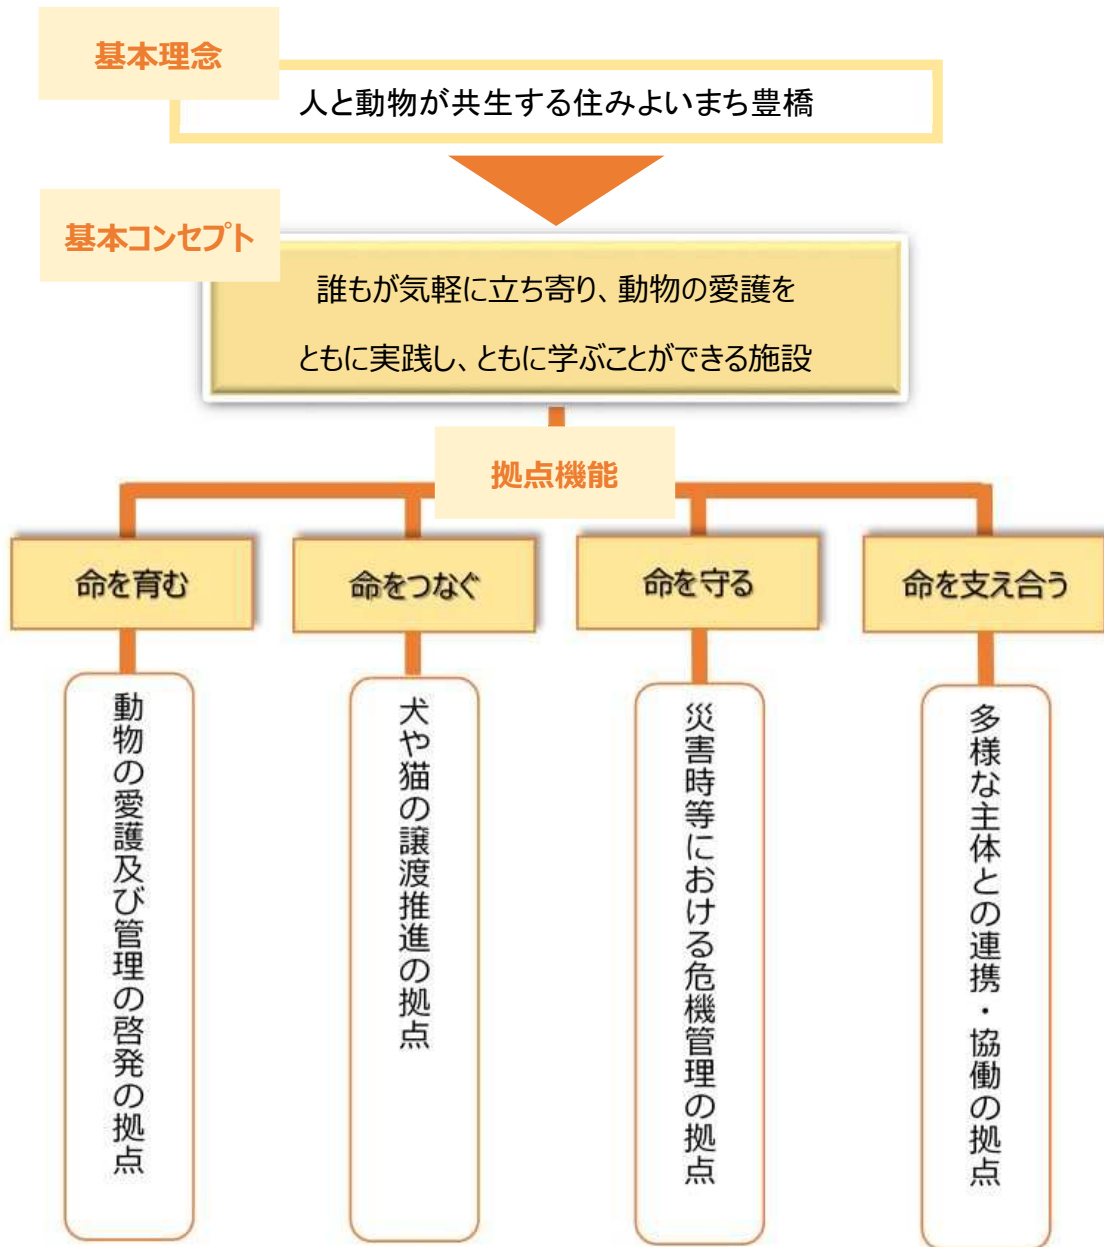 基本理念
人と動物が共生する住みよいまち豊橋
基本コンセプト
誰もが気軽に立ち寄り、動物の愛護を
ともに実践し、ともに学ぶことができる施設
拠点機能
命を育む
命をつなぐ
命を守る
命を支え合う
動物の愛護及び管理の啓発の拠点
犬や猫の譲渡推進の拠点
災害時等における危機管理の拠点
多様な主体との連携・協働の拠点